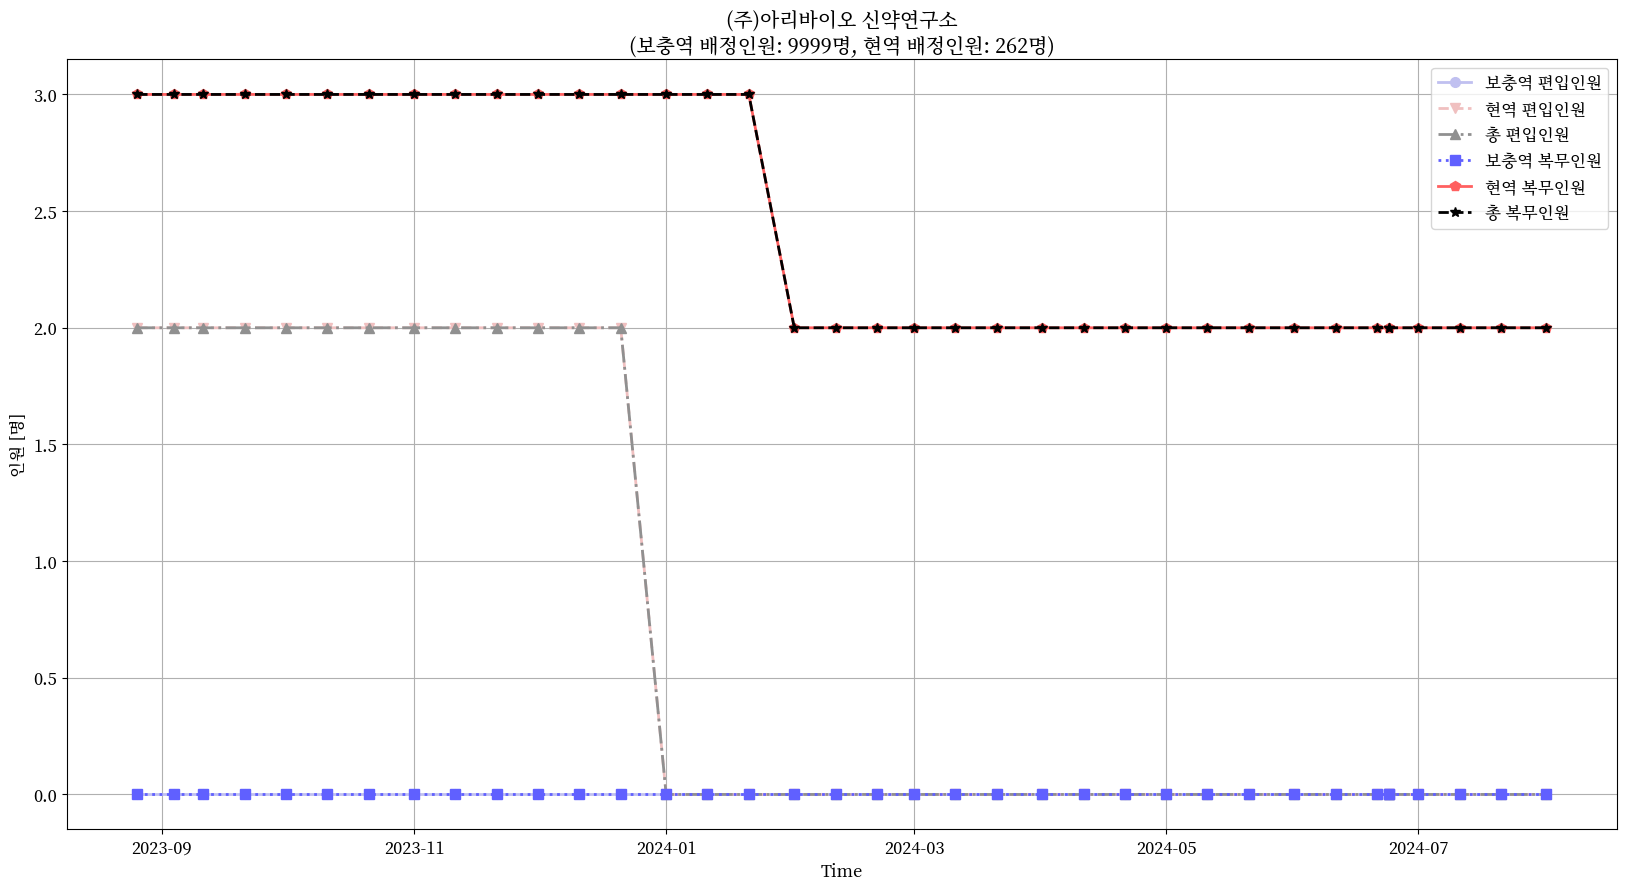 (주)아리바이오 신약연구소
(보충역 배정인원: 9999명, 현역 배정인원: 262명)
3.0
2.5
2.0
1.5
1.0
0.5
0.0
인원 [명]
보충역 편입인원
현역 편입인원
총 편입인원
보충역 복무인원
현역 복무인원
총 복무인원
2023-09
2023-11
2024-01
2024-03
2024-05
2024-07
Time